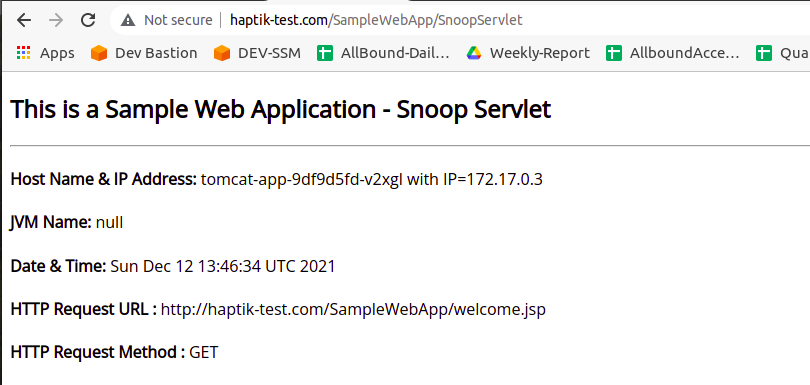 Not secure | haptik-test.com/SampleWebApp/SnoopServlet
Apps Dev Bastion DEV-SSM AllBound-Dail... Weekly-Report AllboundAcce... Qua
This is a Sample Web Application - Snoop Servlet
Host Name & IP Address: tomcat-app-9df9d5fd-v2xgl with IP=172.17.0.3
JVM Name: null
Date & Time: Sun Dec 12 13:46:34 UTC 2021
HTTP Request URL : http://haptik-test.com/SampleWebApp/welcome.jsp
HTTP Request Method : GET